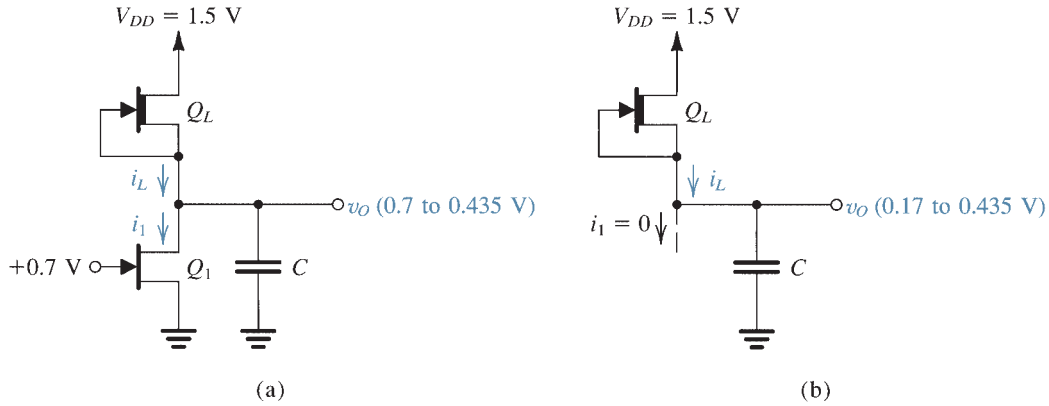 V_DD = 1.5 V
Q_L
i_L
v_O (0.7 to 0.435 V)
i_1
+0.7 V
Q_1
C
(a)
V_DD = 1.5 V
Q_L
i_L
v_O (0.17 to 0.435 V)
i_1 = 0
C
(b)